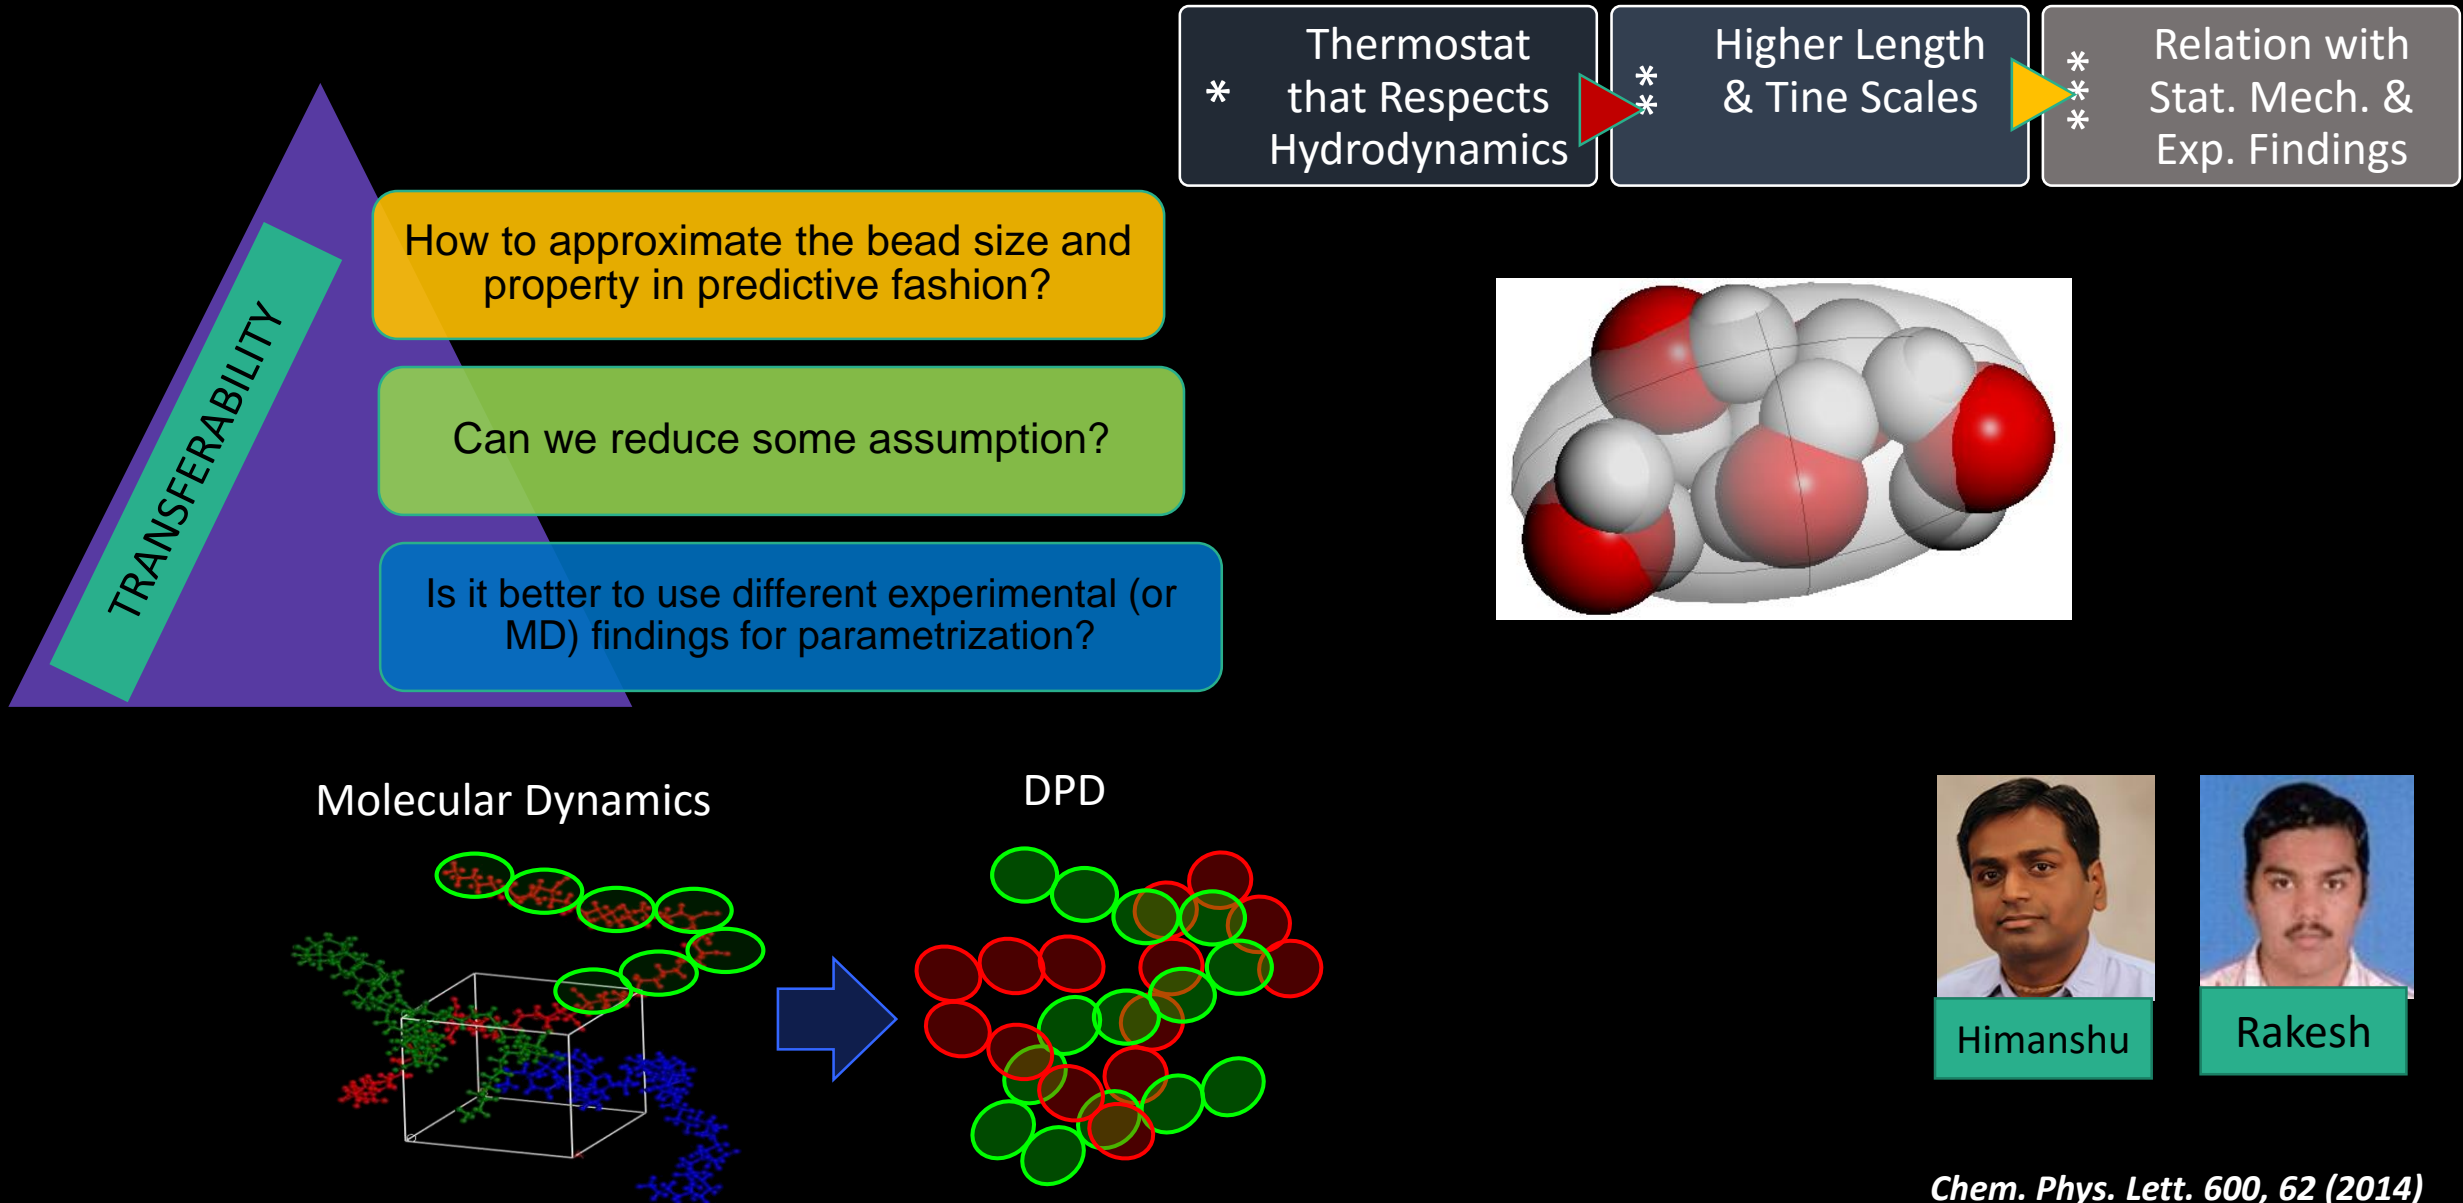 *
Thermostat
that Respects
Hydrodynamics
**
Higher Length
& Tine Scales
***
Relation with
Stat. Mech. &
Exp. Findings
TRANSFERABILITY
How to approximate the bead size and
property in predictive fashion?
Can we reduce some assumption?
Is it better to use different experimental (or
MD) findings for parametrization?
Molecular Dynamics
DPD
Himanshu
Rakesh
Chem. Phys. Lett. 600, 62 (2014)